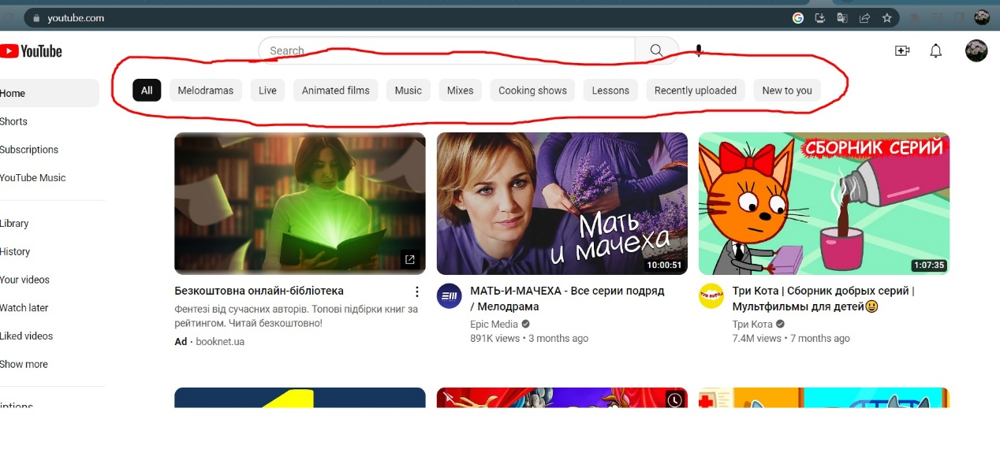 youtube.com
YouTube
Search
All Melodramas Live Animated films Music Mixes Cooking shows Lessons Recently uploaded New to you
Home
Shorts
Subscriptions
YouTube Music
Library
History
Your videos
Watch later
Liked videos
Show more
iptions
Безкоштовна онлайн-бібліотека
Фентезі від сучасних авторів. Топові підбірки книг за
рейтингом. Читай безкоштовно!
Ad · booknet.ua
Мать
и мачеха
10:00:51
МАТЬ-И-МАЧЕХА - Все серии подряд
/ Мелодрама
Epic Media
891K views • 3 months ago
СБОРНИК СЕРИЙ
1:07:35
ТРИ КОТА
Три Кота | Сборник добрых серий |
Мультфильмы для детей😃
Три Кота
7.4M views • 7 months ago